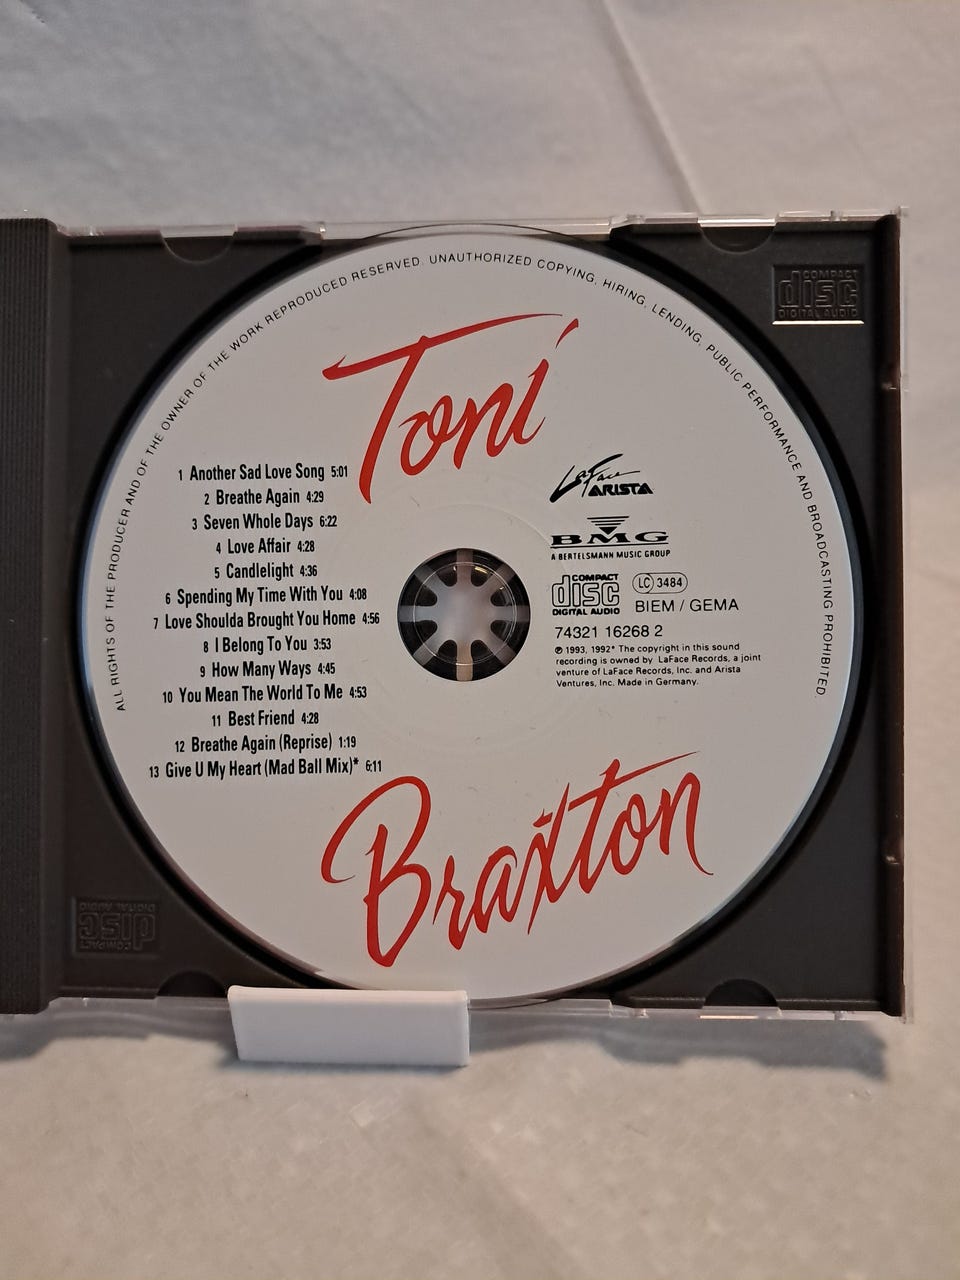 ALL RIGHTS OF THE PRODUCER AND OF THE OWNER OF THE WORK REPRODUCED RESERVED. UNAUTHORIZED COPYING, HIRING, LENDING, PUBLIC PERFORMANCE AND BROADCASTING PROHIBITED
COMPACT
disc
DIGITAL AUDIO
Toni
1 Another Sad Love Song 5:01
2 Breathe Again 4:29
3 Seven Whole Days 6:22
4 Love Affair 4:28
5 Candlelight 4:36
6 Spending My Time With You 4:08
7 Love Shoulda Brought You Home 4:56
8 I Belong To You 3:53
9 How Many Ways 4:45
10 You Mean The World To Me 4:53
11 Best Friend 4:28
12 Breathe Again (Reprise) 1:19
13 Give U My Heart (Mad Ball Mix)* 6:11
LaFace
ARISTA
BMG
A BERTELSMANN MUSIC GROUP
COMPACT
disc
DIGITAL AUDIO
LC 3484
BIEM / GEMA
74321 16268 2
℗ 1993, 1992* The copyright in this sound
recording is owned by LaFace Records, a joint
venture of LaFace Records, Inc. and Arista
Ventures, Inc. Made in Germany.
Braxton
COMPACT
disc
DIGITAL AUDIO